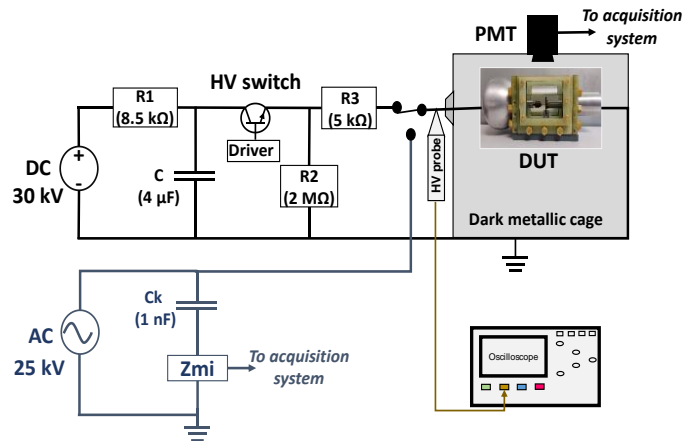 To acquisition
system
PMT
HV switch
R1
(8.5 kΩ)
R3
(5 kΩ)
Driver
DC
30 kV
+
-
C
(4 µF)
R2
(2 MΩ)
HV probe
DUT
Dark metallic cage
Ck
(1 nF)
AC
25 kV
Zmi
To acquisition
system
Oscilloscope